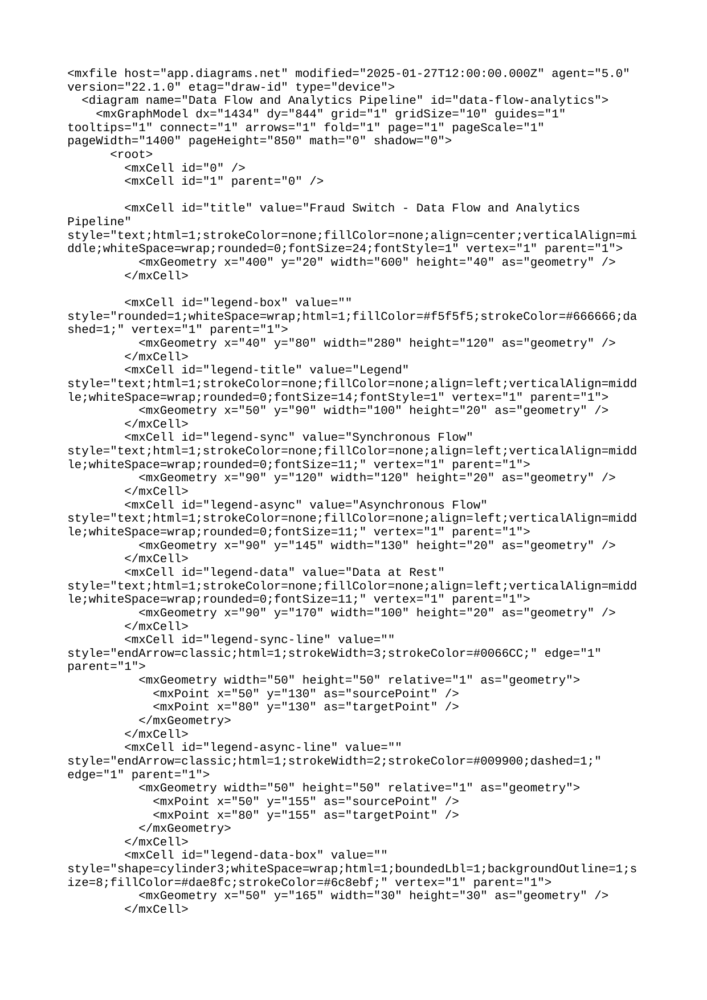 <mxfile host="app.diagrams.net" modified="2025-01-27T12:00:00.000Z" agent="5.0"
version="22.1.0" etag="draw-id" type="device">
  <diagram name="Data Flow and Analytics Pipeline" id="data-flow-analytics">
    <mxGraphModel dx="1434" dy="844" grid="1" gridSize="10" guides="1"
tooltips="1" connect="1" arrows="1" fold="1" page="1" pageScale="1"
pageWidth="1400" pageHeight="850" math="0" shadow="0">
      <root>
        <mxCell id="0" />
        <mxCell id="1" parent="0" />

        <mxCell id="title" value="Fraud Switch - Data Flow and Analytics
Pipeline"
style="text;html=1;strokeColor=none;fillColor=none;align=center;verticalAlign=mi
ddle;whiteSpace=wrap;rounded=0;fontSize=24;fontStyle=1" vertex="1" parent="1">
          <mxGeometry x="400" y="20" width="600" height="40" as="geometry" />
        </mxCell>

        <mxCell id="legend-box" value=""
style="rounded=1;whiteSpace=wrap;html=1;fillColor=#f5f5f5;strokeColor=#666666;da
shed=1;" vertex="1" parent="1">
          <mxGeometry x="40" y="80" width="280" height="120" as="geometry" />
        </mxCell>
        <mxCell id="legend-title" value="Legend"
style="text;html=1;strokeColor=none;fillColor=none;align=left;verticalAlign=midd
le;whiteSpace=wrap;rounded=0;fontSize=14;fontStyle=1" vertex="1" parent="1">
          <mxGeometry x="50" y="90" width="100" height="20" as="geometry" />
        </mxCell>
        <mxCell id="legend-sync" value="Synchronous Flow"
style="text;html=1;strokeColor=none;fillColor=none;align=left;verticalAlign=midd
le;whiteSpace=wrap;rounded=0;fontSize=11;" vertex="1" parent="1">
          <mxGeometry x="90" y="120" width="120" height="20" as="geometry" />
        </mxCell>
        <mxCell id="legend-async" value="Asynchronous Flow"
style="text;html=1;strokeColor=none;fillColor=none;align=left;verticalAlign=midd
le;whiteSpace=wrap;rounded=0;fontSize=11;" vertex="1" parent="1">
          <mxGeometry x="90" y="145" width="130" height="20" as="geometry" />
        </mxCell>
        <mxCell id="legend-data" value="Data at Rest"
style="text;html=1;strokeColor=none;fillColor=none;align=left;verticalAlign=midd
le;whiteSpace=wrap;rounded=0;fontSize=11;" vertex="1" parent="1">
          <mxGeometry x="90" y="170" width="100" height="20" as="geometry" />
        </mxCell>
        <mxCell id="legend-sync-line" value=""
style="endArrow=classic;html=1;strokeWidth=3;strokeColor=#0066CC;" edge="1"
parent="1">
          <mxGeometry width="50" height="50" relative="1" as="geometry">
            <mxPoint x="50" y="130" as="sourcePoint" />
            <mxPoint x="80" y="130" as="targetPoint" />
          </mxGeometry>
        </mxCell>
        <mxCell id="legend-async-line" value=""
style="endArrow=classic;html=1;strokeWidth=2;strokeColor=#009900;dashed=1;"
edge="1" parent="1">
          <mxGeometry width="50" height="50" relative="1" as="geometry">
            <mxPoint x="50" y="155" as="sourcePoint" />
            <mxPoint x="80" y="155" as="targetPoint" />
          </mxGeometry>
        </mxCell>
        <mxCell id="legend-data-box" value=""
style="shape=cylinder3;whiteSpace=wrap;html=1;boundedLbl=1;backgroundOutline=1;s
ize=8;fillColor=#dae8fc;strokeColor=#6c8ebf;" vertex="1" parent="1">
          <mxGeometry x="50" y="165" width="30" height="30" as="geometry" />
        </mxCell>